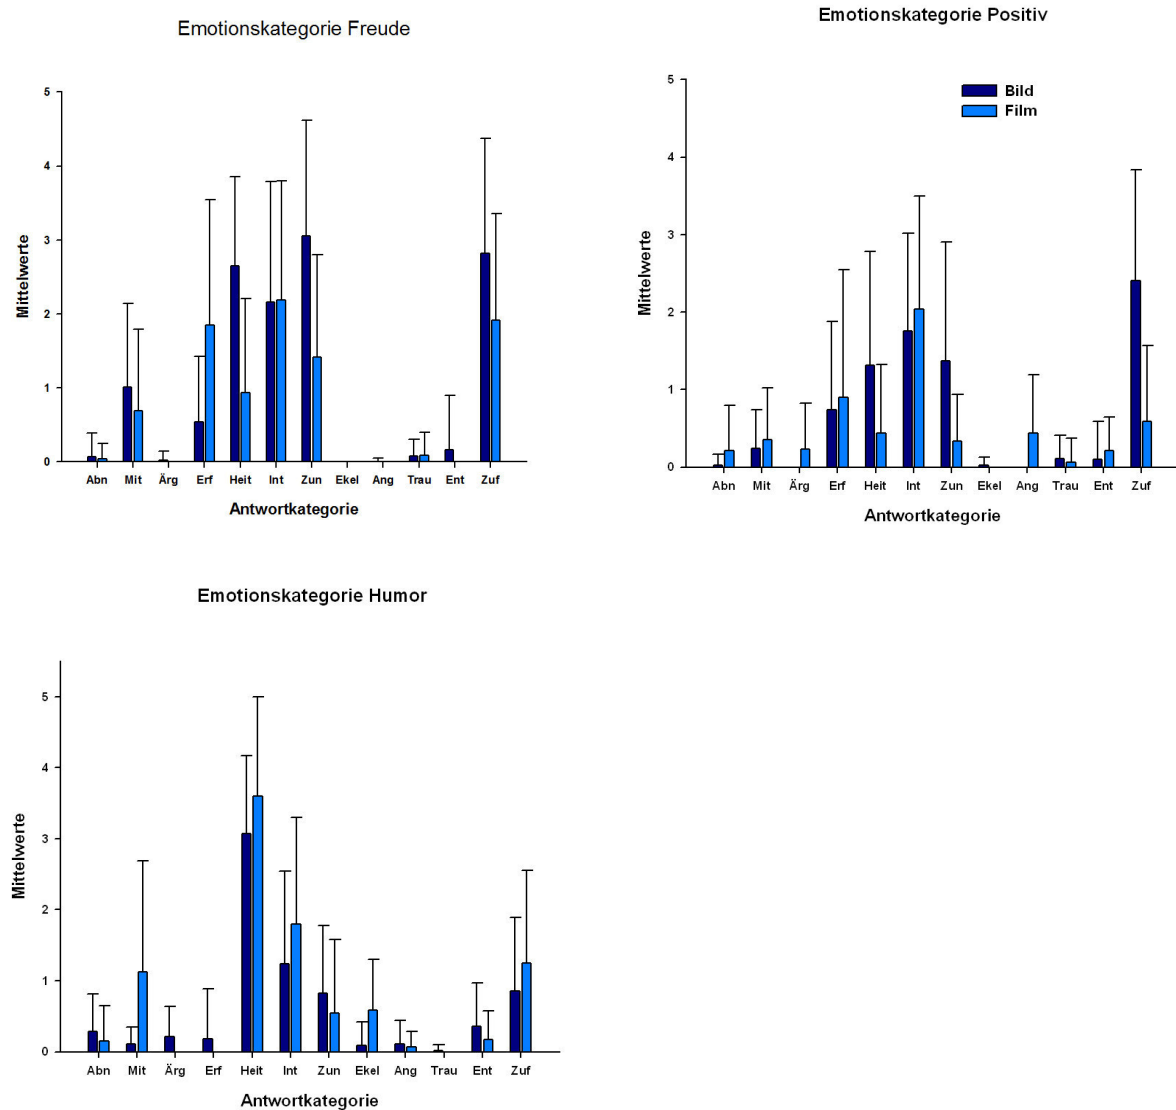 Emotionskategorie Freude
5
4
3
2
1
0
Mittelwerte
Abn Mit Ärg Erf Heit Int Zun Ekel Ang Trau Ent Zuf
Antwortkategorie
Emotionskategorie Positiv
Bild
Film
5
4
3
2
1
0
Mittelwerte
Abn Mit Ärg Erf Heit Int Zun Ekel Ang Trau Ent Zuf
Antwortkategorie
Emotionskategorie Humor
5
4
3
2
1
0
Mittelwerte
Abn Mit Ärg Erf Heit Int Zun Ekel Ang Trau Ent Zuf
Antwortkategorie